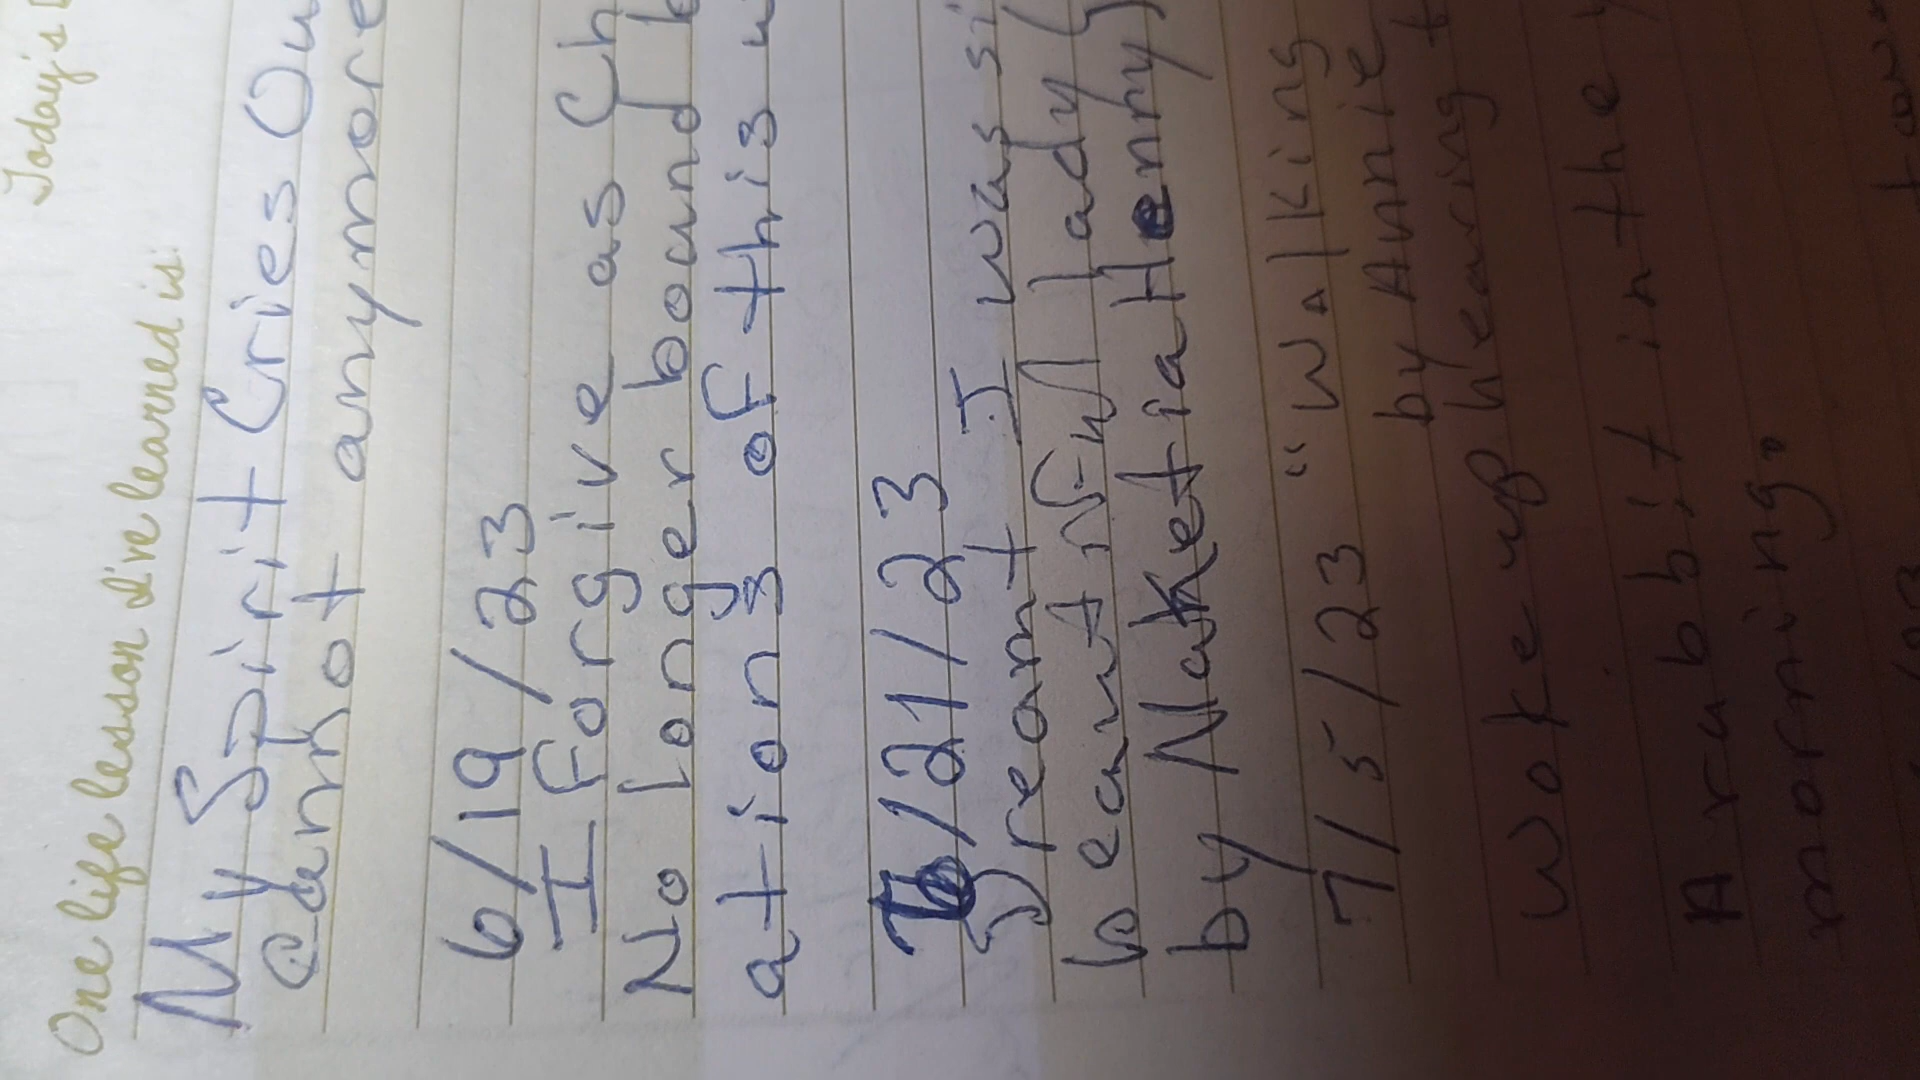 Today's
One life lesson I've learned is:
My Spirit Cries Ou
Cannot anymore
6/19/23
I Forgive as Ch
No longer bound b
ations of this w
6/21/23 I was si
grant
beautiful lady (
by Naketia Henry)
7/5/23 "Walking
by Annie
woke up hearing t
A rabbit in the y
morning.